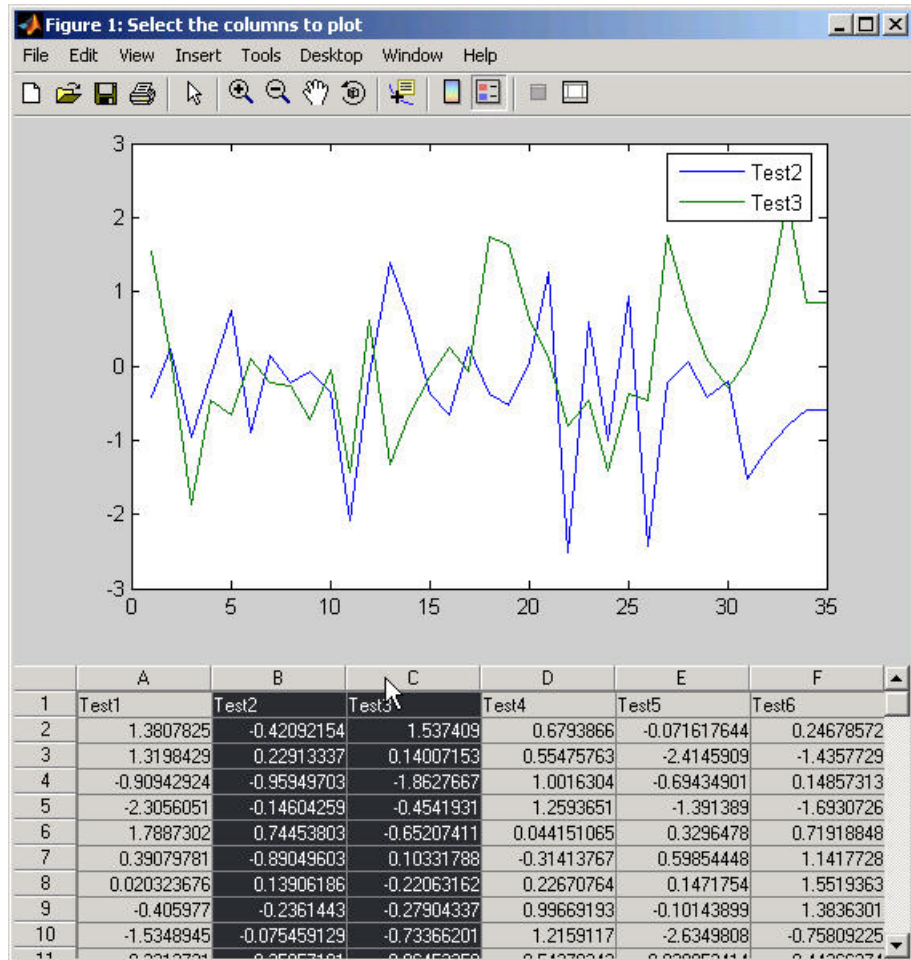 Figure 1: Select the columns to plot
File Edit View Insert Tools Desktop Window Help
3
2
1
0
-1
-2
-3
0 5 10 15 20 25 30 35
Test2
Test3
A B C D E F
1 Test1 Test2 Test3 Test4 Test5 Test6
2 1.3807825 -0.42092154 1.537409 0.6793866 -0.071617644 0.24678572
3 1.3198429 0.22913337 0.14007153 0.55475763 -2.4145909 -1.4357729
4 -0.90942924 -0.95949703 -1.8627667 1.0016304 -0.69434901 0.14857313
5 -2.3056051 -0.14604259 -0.4541931 1.2593651 -1.391389 -1.6930726
6 1.7887302 0.74453803 -0.65207411 0.044151065 0.3296478 0.71918848
7 0.39079781 -0.89049603 0.10331788 -0.31413767 0.59854448 1.1417728
8 0.020323676 0.13906186 -0.22063162 0.22670764 0.1471754 1.5519363
9 -0.405977 -0.2361443 -0.27904337 0.99669193 -0.10143899 1.3836301
10 -1.5348945 -0.075459129 -0.73366201 1.2159117 -2.6349808 -0.75809225
11